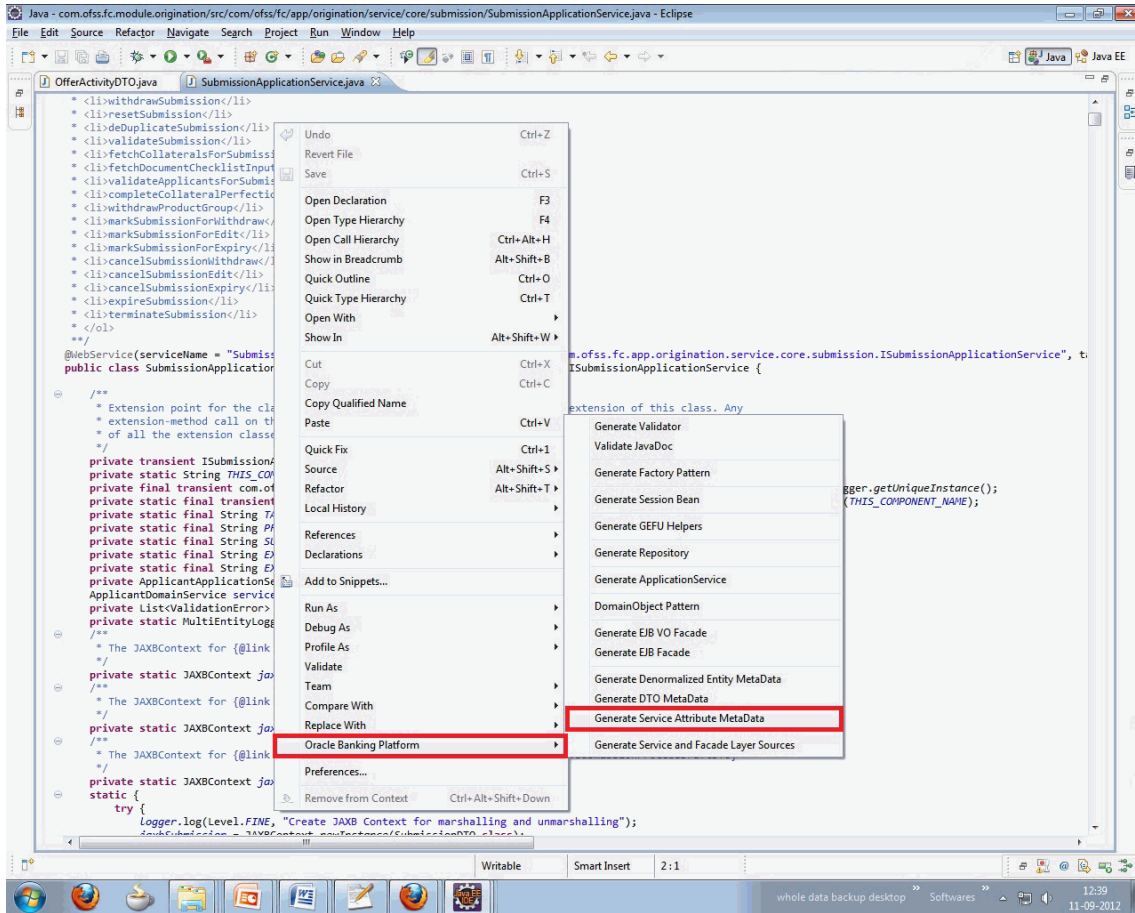 Java - com.ofss.fc.module.origination/src/com/ofss/fc/app/origination/service/core/submission/SubmissionApplicationService.java - Eclipse
File Edit Source Refactor Navigate Search Project Run Window Help
Java Java EE
OfferActivityDTO.java SubmissionApplicationService.java
* <li>withdrawSubmission</li>
* <li>resetSubmission</li>
* <li>deDuplicateSubmission</li>
* <li>validateSubmission</li>
* <li>fetchCollateralsForSubmissi
* <li>fetchDocumentChecklistInput
* <li>validateApplicantsForSubmis
* <li>completeCollateralPerfectio
* <li>withdrawProductGroup</li>
* <li>markSubmissionForWithdraw</
* <li>markSubmissionForEdit</li>
* <li>markSubmissionForExpiry</li
* <li>cancelSubmissionWithdraw</l
* <li>cancelSubmissionEdit</li>
* <li>cancelSubmissionExpiry</li>
* <li>expireSubmission</li>
* <li>terminateSubmission</li>
* </ol>
**/
@WebService(serviceName = "Submiss m.ofss.fc.app.origination.service.core.submission.ISubmissionApplicationService", ta
public class SubmissionApplication ISubmissionApplicationService {
/**
* Extension point for the cla extension of this class. Any
* extension-method call on th
* of all the extension classe
*/
private transient ISubmissionA
private static String THIS_COM
private final transient com.of gger.getUniqueInstance();
private static final transient (THIS_COMPONENT_NAME);
private static final String TA
private static final String PR
private static final String SU
private static final String EX
private static final String EX
private ApplicantApplicationSe
ApplicantDomainService service
private List<ValidationError>
private static MultiEntityLogg
/**
* The JAXBContext for {@link
*/
private static JAXBContext jax
/**
* The JAXBContext for {@link
*/
private static JAXBContext jax
/**
* The JAXBContext for {@link
*/
private static JAXBContext jax
static {
try {
logger.log(Level.FINE, "Create JAXB Context for marshalling and unmarshalling");
jaxbSubmission = JAXBContext.newInstance(SubmissionDTO.class);
Undo Ctrl+Z
Revert File
Save Ctrl+S
Open Declaration F3
Open Type Hierarchy F4
Open Call Hierarchy Ctrl+Alt+H
Show in Breadcrumb Alt+Shift+B
Quick Outline Ctrl+O
Quick Type Hierarchy Ctrl+T
Open With
Show In Alt+Shift+W
Cut Ctrl+X
Copy Ctrl+C
Copy Qualified Name
Paste Ctrl+V
Quick Fix Ctrl+1
Source Alt+Shift+S
Refactor Alt+Shift+T
Local History
References
Declarations
Add to Snippets...
Run As
Debug As
Profile As
Validate
Team
Compare With
Replace With
Oracle Banking Platform
Preferences...
Remove from Context Ctrl+Alt+Shift+Down
Generate Validator
Validate JavaDoc
Generate Factory Pattern
Generate Session Bean
Generate GEFU Helpers
Generate Repository
Generate ApplicationService
DomainObject Pattern
Generate EJB VO Facade
Generate EJB Facade
Generate Denormalized Entity MetaData
Generate DTO MetaData
Generate Service Attribute MetaData
Generate Service and Facade Layer Sources
Writable Smart Insert 2:1
whole data backup desktop Softwares 12:39
11-09-2012